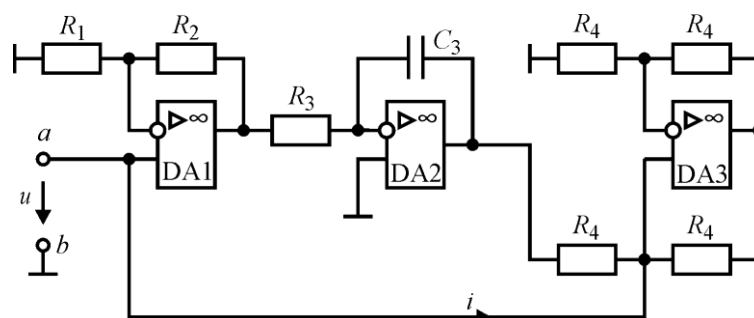 R1 R2 C3 R4 R4
R3
∞ ∞ ∞
a DA1 DA2 DA3
u
b R4 R4
i